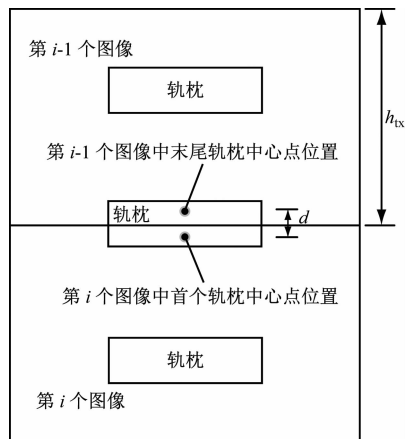 第 i-1 个图像
轨枕
h_tx
第 i-1 个图像中末尾轨枕中心点位置
轨枕
d
第 i 个图像中首个轨枕中心点位置
轨枕
第 i 个图像